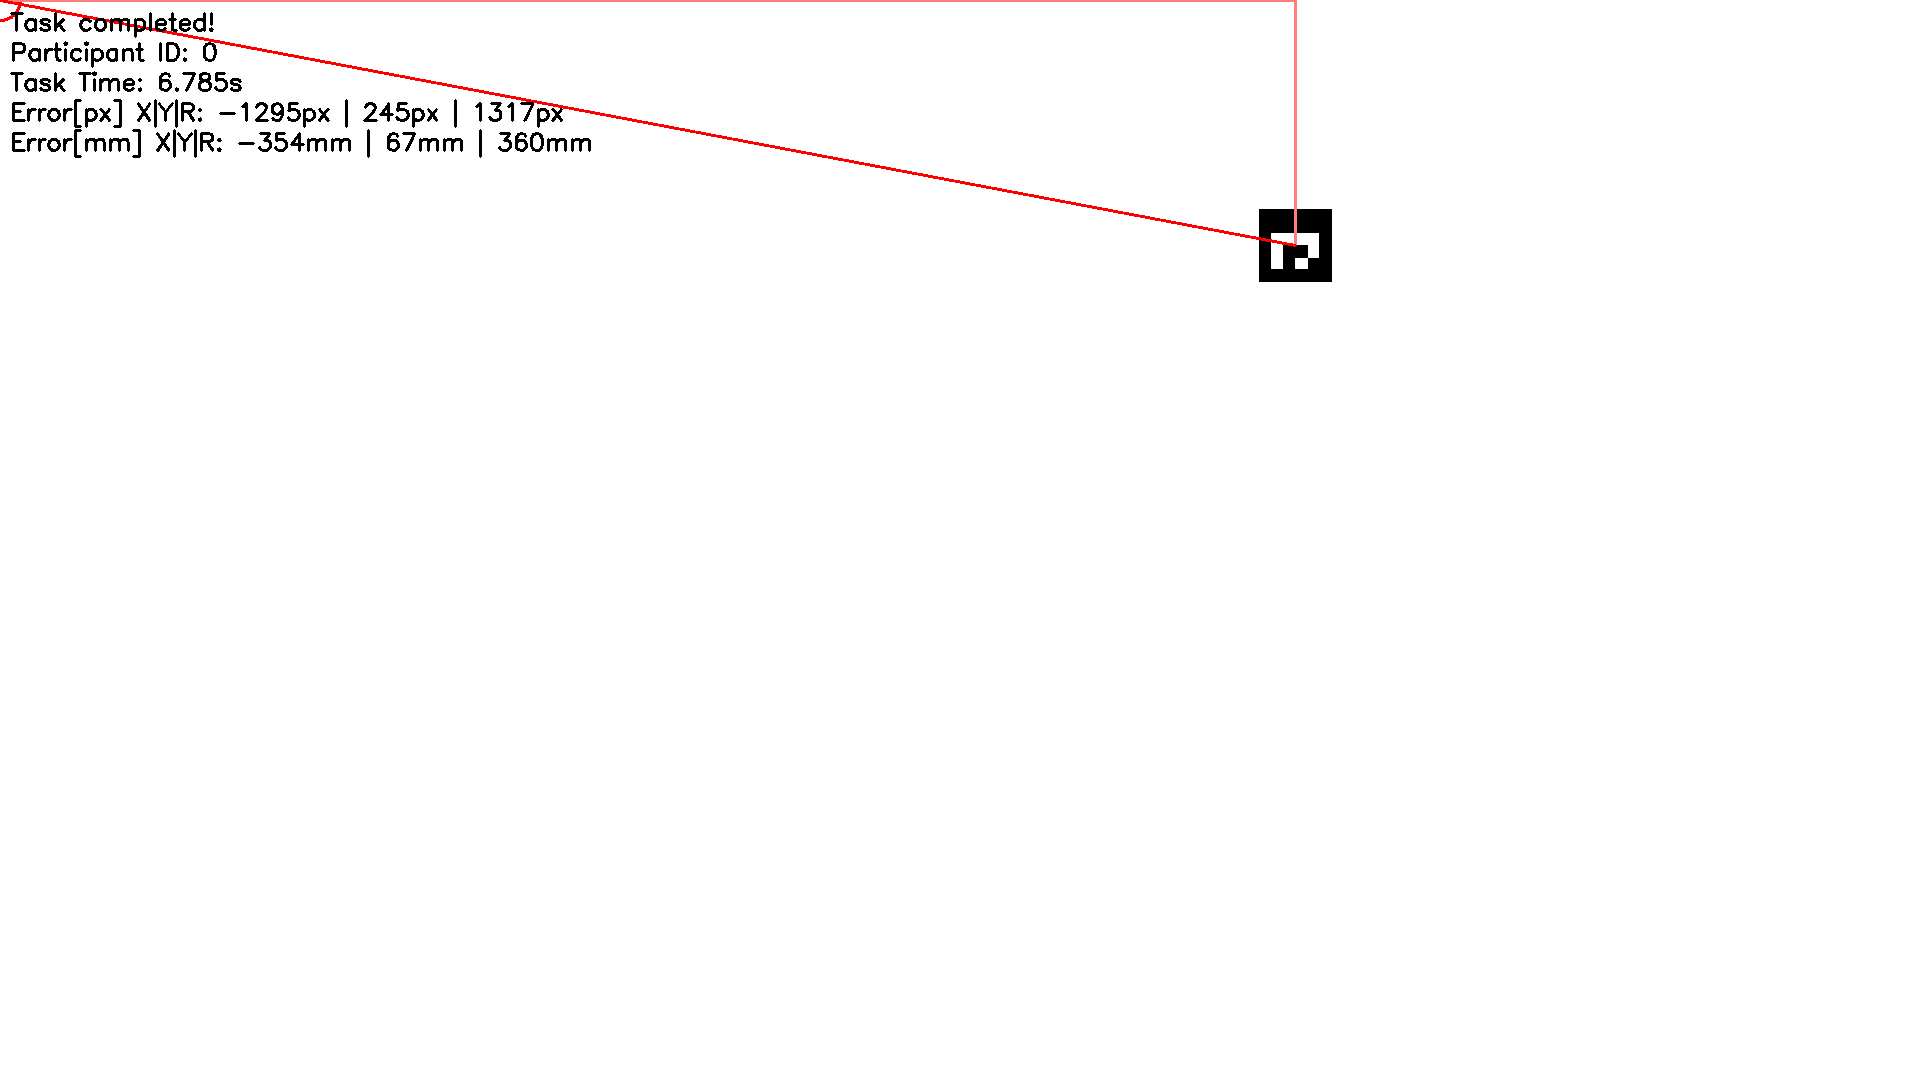 Task completed!
Participant ID: 0
Task Time: 6.785s
Error[px] X|Y|R: -1295px | 245px | 1317px
Error[mm] X|Y|R: -354mm | 67mm | 360mm